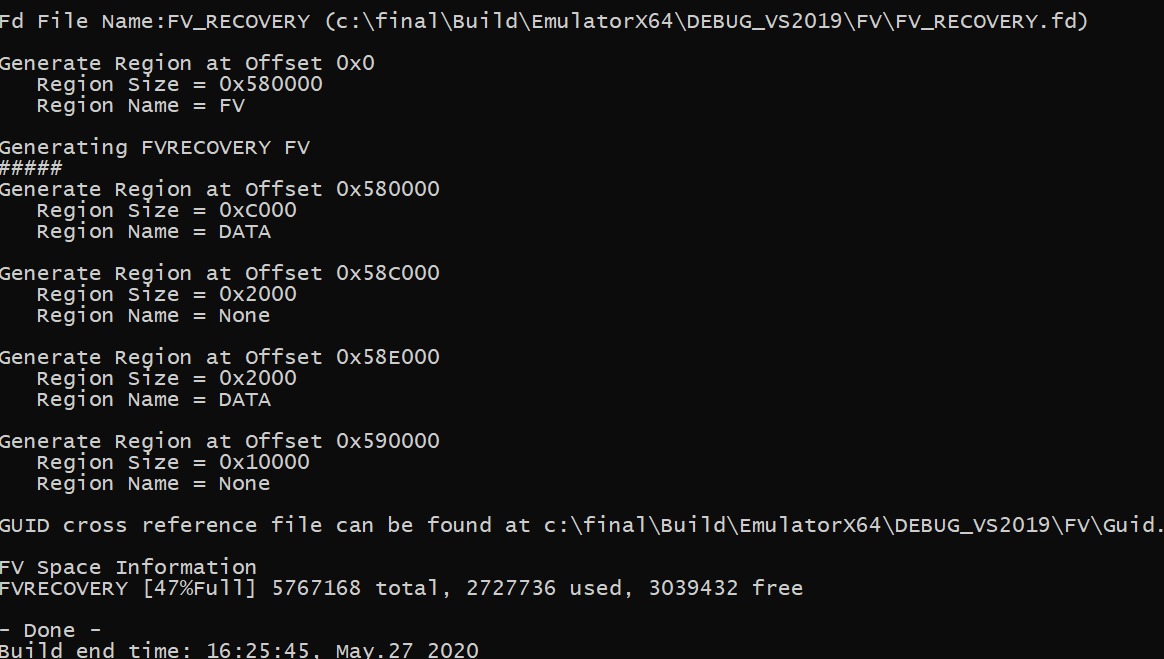 Fd File Name:FV_RECOVERY (c:\final\Build\EmulatorX64\DEBUG_VS2019\FV\FV_RECOVERY.fd)
Generate Region at Offset 0x0
Region Size = 0x580000
Region Name = FV
Generating FVRECOVERY FV
#####
Generate Region at Offset 0x580000
Region Size = 0xC000
Region Name = DATA
Generate Region at Offset 0x58C000
Region Size = 0x2000
Region Name = None
Generate Region at Offset 0x58E000
Region Size = 0x2000
Region Name = DATA
Generate Region at Offset 0x590000
Region Size = 0x10000
Region Name = None
GUID cross reference file can be found at c:\final\Build\EmulatorX64\DEBUG_VS2019\FV\Guid.
FV Space Information
FVRECOVERY [47%Full] 5767168 total, 2727736 used, 3039432 free
- Done -
Build end time: 16:25:45, May.27 2020